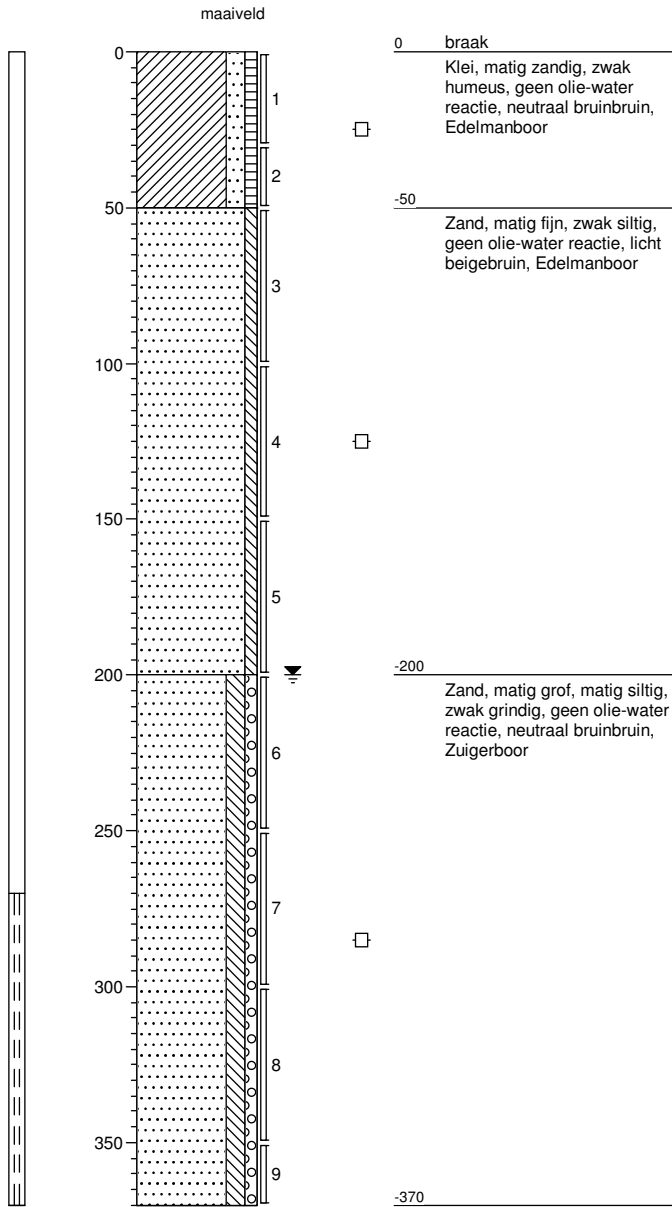 maaiveld
0
50
100
150
200
250
300
350
1
2
3
4
5
6
7
8
9
0 braak
Klei, matig zandig, zwak
humeus, geen olie-water
reactie, neutraal bruinbruin,
Edelmanboor
-50
Zand, matig fijn, zwak siltig,
geen olie-water reactie, licht
beigebruin, Edelmanboor
-200
Zand, matig grof, matig siltig,
zwak grindig, geen olie-water
reactie, neutraal bruinbruin,
Zuigerboor
-370